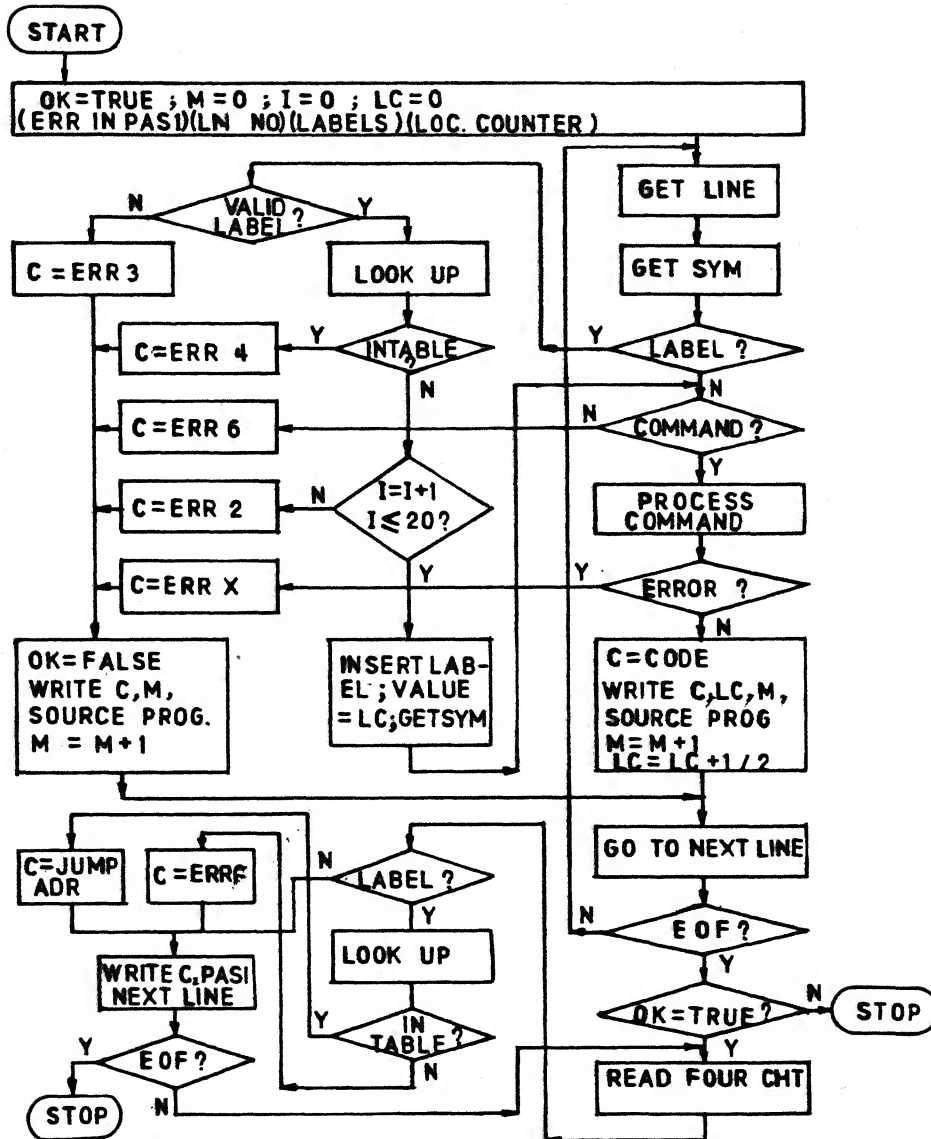 START
OK=TRUE ; M=0 ; I=0 ; LC=0
(ERR IN PAS1)(LN NO)(LABELS)(LOC. COUNTER)
GET LINE
GET SYM
LABEL ?
Y
N
COMMAND ?
N
Y
PROCESS
COMMAND
ERROR ?
Y
N
C=CODE
WRITE C,LC,M,
SOURCE PROG
M=M+1
LC=LC+1/2
GO TO NEXT LINE
EOF?
N
Y
OK=TRUE?
N
STOP
Y
READ FOUR CHT
VALID
LABEL?
N
Y
C=ERR 3
LOOK UP
C=ERR 4
Y
INTABLE
?
N
C=ERR 6
C=ERR 2
N
I=I+1
I≤20?
Y
C=ERR X
Y
OK=FALSE
WRITE C,M,
SOURCE PROG.
M=M+1
INSERT LAB-
EL;VALUE
=LC;GETSYM
C=JUMP
ADR
C=ERRF
N
LABEL ?
Y
LOOK UP
IN
TABLE?
Y
N
WRITE C,PASI
NEXT LINE
EOF?
Y
N
STOP